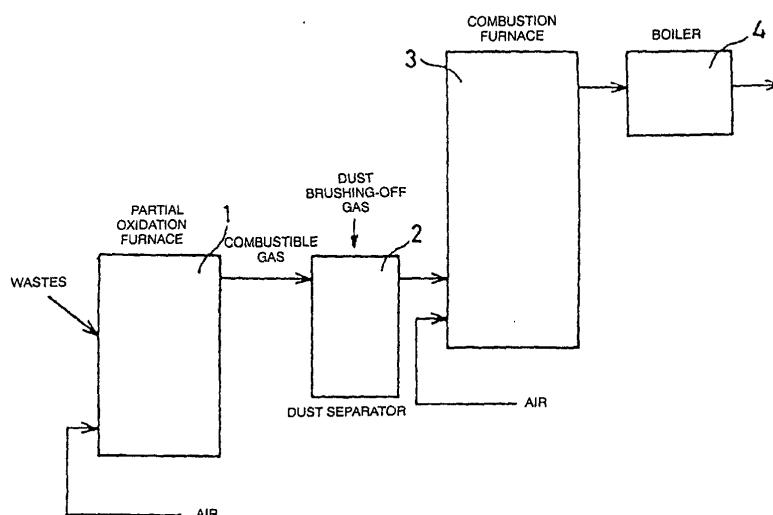 COMBUSTION
FURNACE
3
BOILER
4
DUST
BRUSHING-OFF
GAS
PARTIAL
OXIDATION
FURNACE
1
COMBUSTIBLE
GAS
2
WASTES
DUST SEPARATOR
AIR
AIR